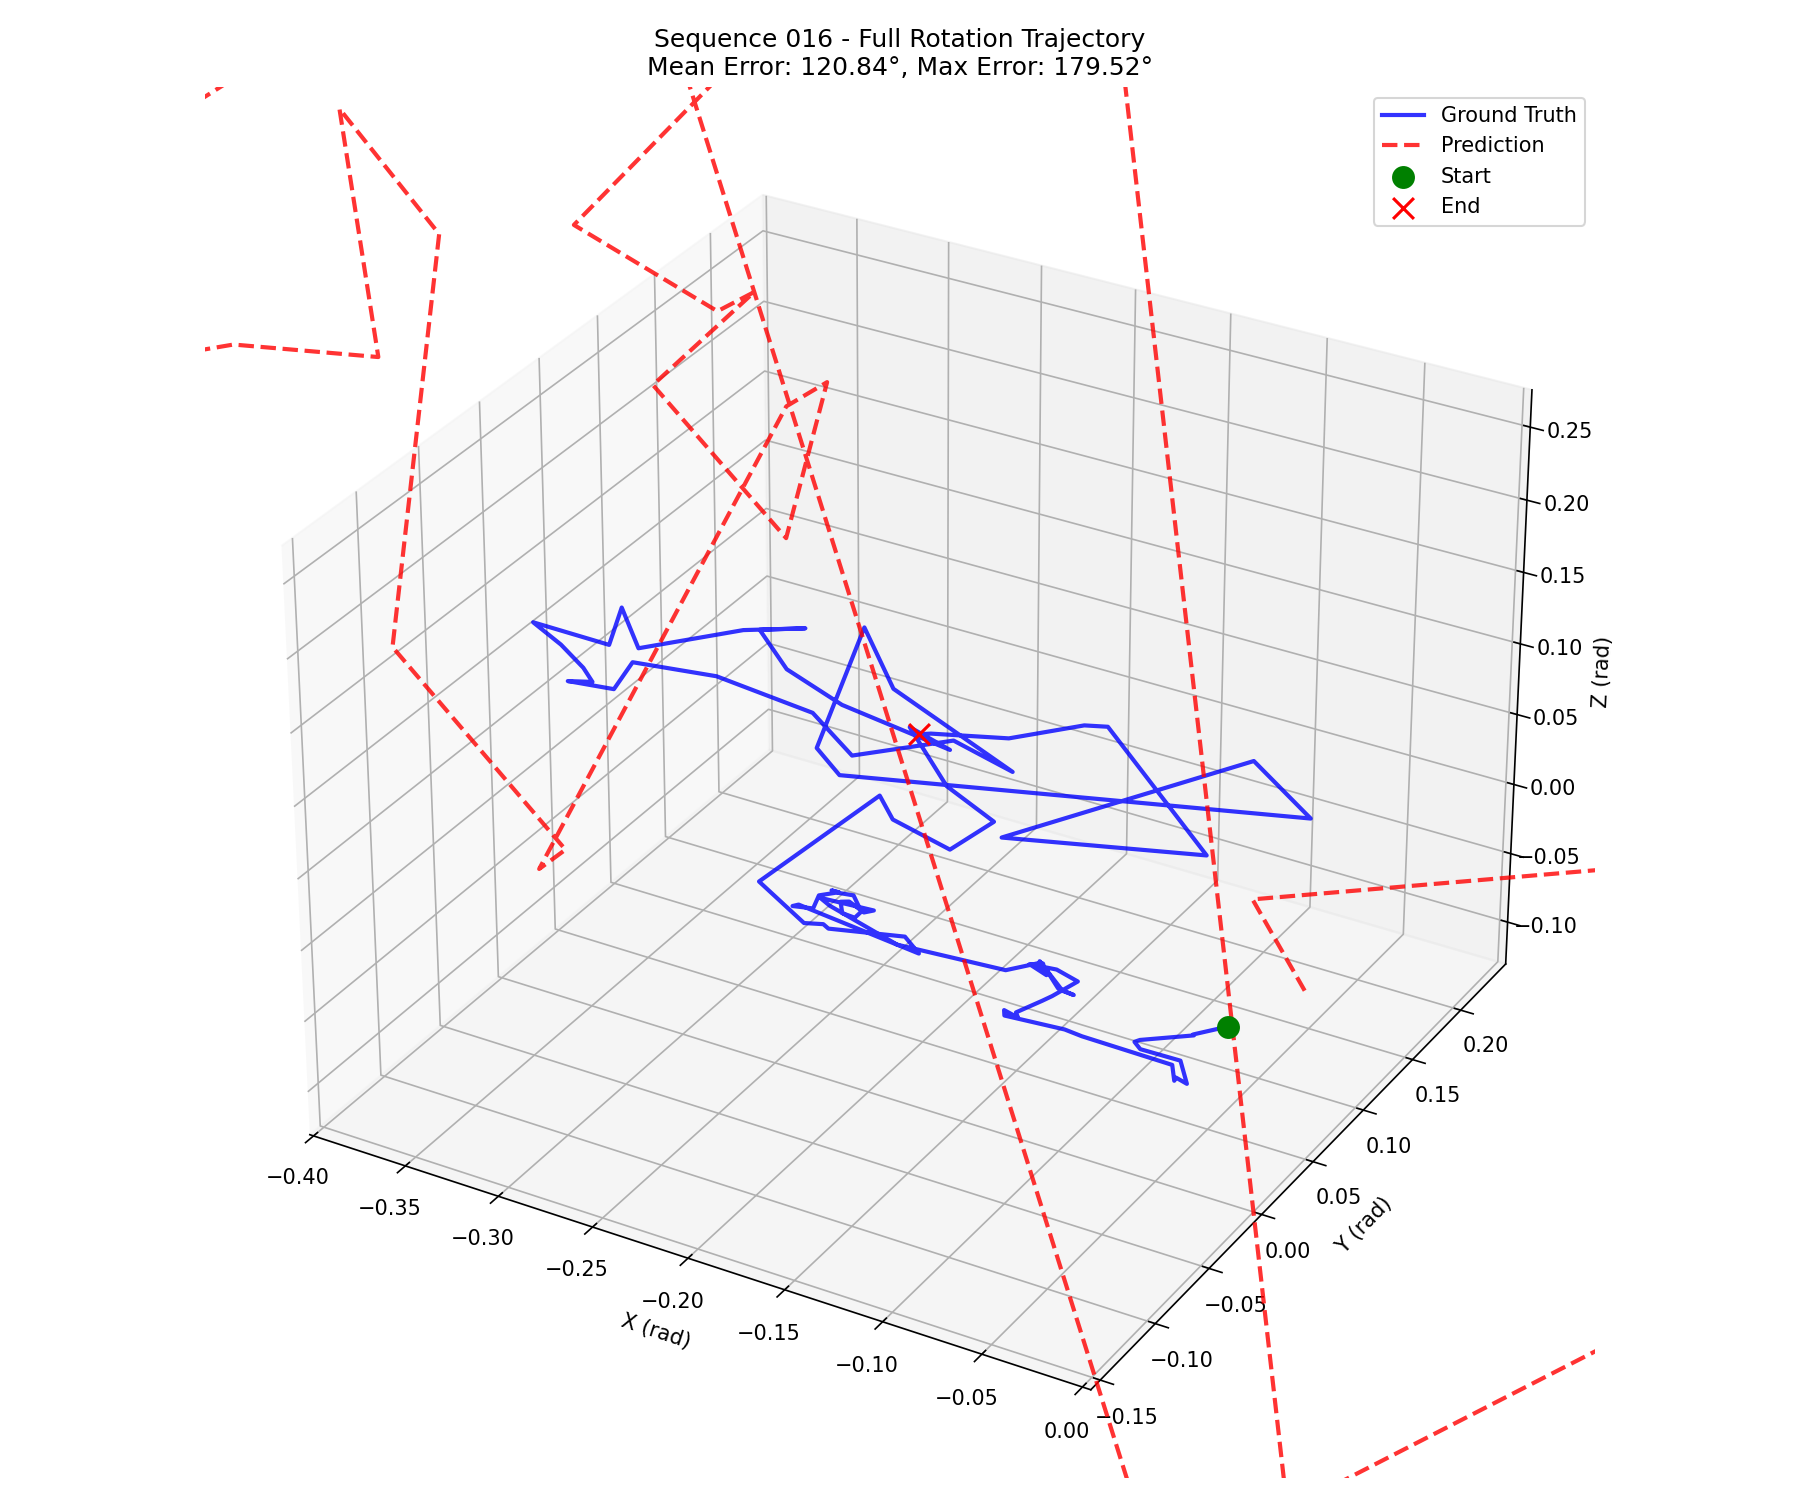 Sequence 016 - Full Rotation Trajectory
Mean Error: 120.84°, Max Error: 179.52°
Ground Truth
Prediction
Start
End
0.25
0.20
0.15
0.10
0.05
0.00
−0.05
−0.10
Z (rad)
0.20
0.15
0.10
0.05
0.00
−0.05
−0.10
−0.15
Y (rad)
−0.40
−0.35
−0.30
−0.25
−0.20
−0.15
−0.10
−0.05
0.00
X (rad)